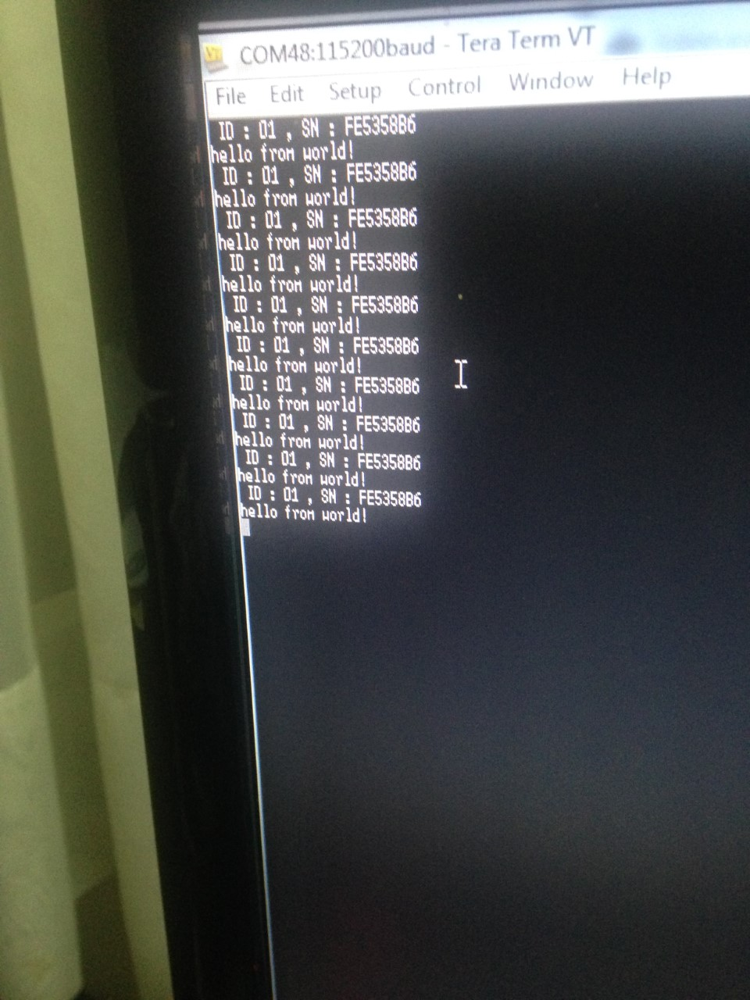 COM48:115200baud - Tera Term VT
File Edit Setup Control Window Help
ID : 01 , SN : FE5358B6
hello from world!
ID : 01 , SN : FE5358B6
hello from world!
ID : 01 , SN : FE5358B6
hello from world!
ID : 01 , SN : FE5358B6
hello from world!
ID : 01 , SN : FE5358B6
hello from world!
ID : 01 , SN : FE5358B6
hello from world!
ID : 01 , SN : FE5358B6
hello from world!
ID : 01 , SN : FE5358B6
hello from world!
ID : 01 , SN : FE5358B6
hello from world!
ID : 01 , SN : FE5358B6
hello from world!